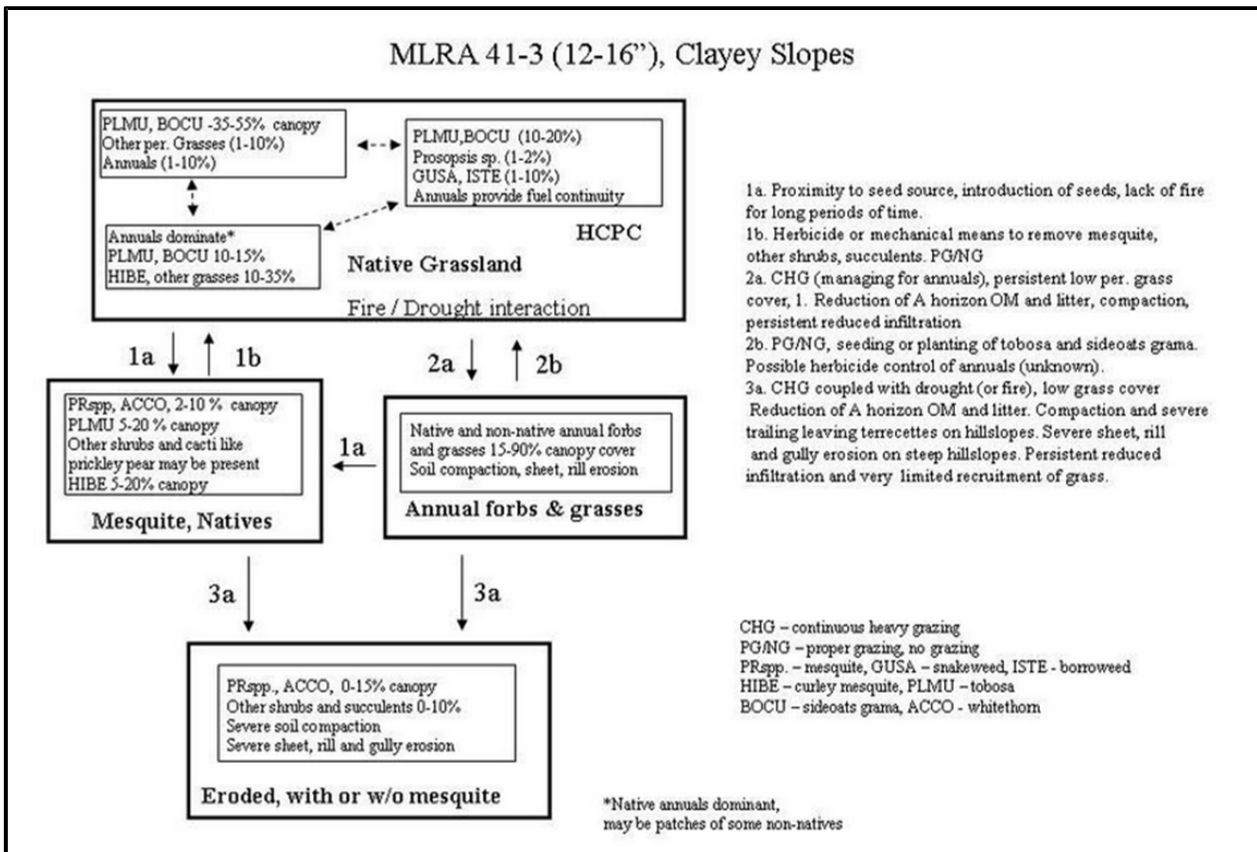 MLRA 41-3 (12-16”), Clayey Slopes
PLMU, BOCU -35-55% canopy
Other per. Grasses (1-10%)
Annuals (1-10%)
PLMU,BOCU (10-20%)
Prosopsis sp. (1-2%)
GUSA, ISTE (1-10%)
Annuals provide fuel continuity
HCPC
Annuals dominate*
PLMU, BOCU 10-15%
HIBE, other grasses 10-35%
Native Grassland
Fire / Drought interaction
1a
1b
2a
2b
PRspp, ACCO, 2-10 % canopy
PLMU 5-20 % canopy
Other shrubs and cacti like
prickley pear may be present
HIBE 5-20% canopy
Mesquite, Natives
1a
Native and non-native annual forbs
and grasses 15-90% canopy cover
Soil compaction, sheet, rill erosion
Annual forbs & grasses
3a
3a
PRspp., ACCO, 0-15% canopy
Other shrubs and succulents 0-10%
Severe soil compaction
Severe sheet, rill and gully erosion
Eroded, with or w/o mesquite
1a. Proximity to seed source, introduction of seeds, lack of fire
for long periods of time.
1b. Herbicide or mechanical means to remove mesquite,
other shrubs, succulents. PG/NG
2a. CHG (managing for annuals), persistent low per. grass
cover, 1. Reduction of A horizon OM and litter, compaction,
persistent reduced infiltration
2b. PG/NG, seeding or planting of tobosa and sideoats grama.
Possible herbicide control of annuals (unknown).
3a. CHG coupled with drought (or fire), low grass cover
Reduction of A horizon OM and litter. Compaction and severe
trailing leaving terrecettes on hillslopes. Severe sheet, rill
and gully erosion on steep hillslopes. Persistent reduced
infiltration and very limited recruitment of grass.
CHG – continuous heavy grazing
PG/NG – proper grazing, no grazing
PRspp. – mesquite, GUSA – snakeweed, ISTE - borroweed
HIBE – curley mesquite, PLMU – tobosa
BOCU – sideoats grama, ACCO - whitethorn
*Native annuals dominant,
may be patches of some non-natives